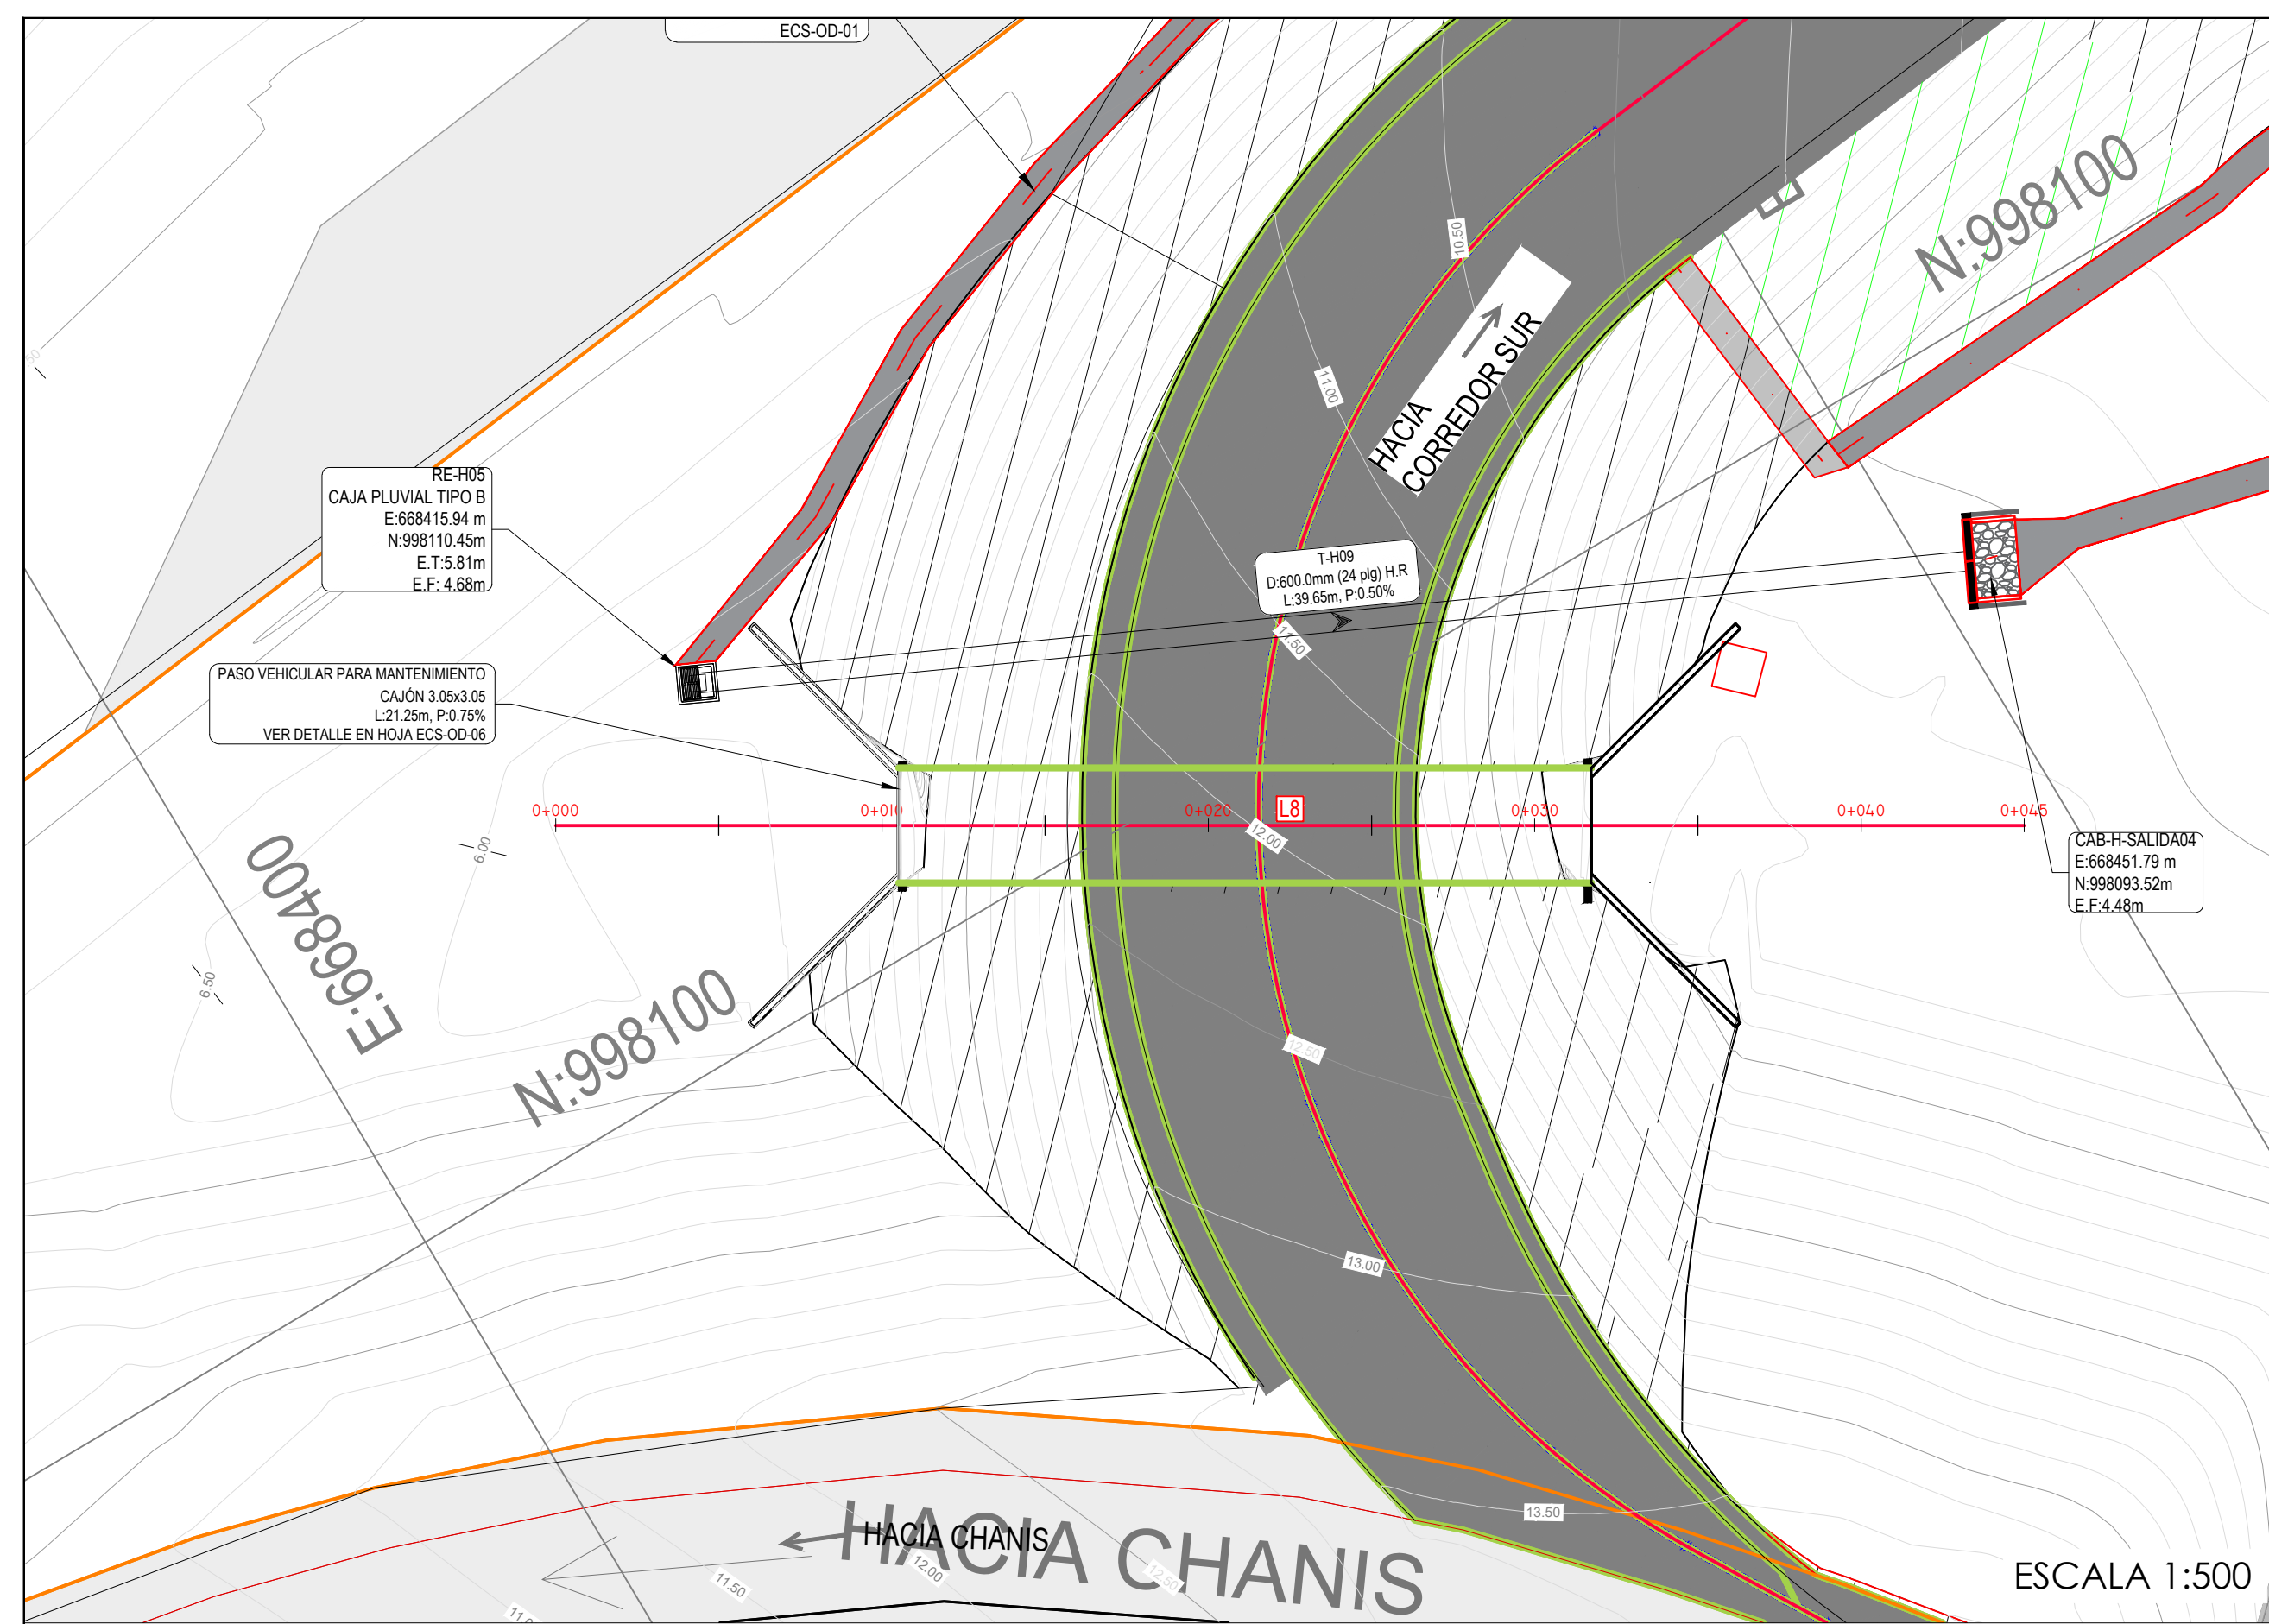 ECS-OD-01
N:998100
10.50
HACIA
CORREDOR SUR
11.00
RE-H05
CAJA PLUVIAL TIPO B
E:668415.94 m
N:998110.45m
E.T:5.81m
E.F: 4.68m
T-H09
D:600.0mm (24 plg) H.R
L:39.65m, P:0.50%
11.50
PASO VEHICULAR PARA MANTENIMIENTO
CAJÓN 3.05x3.05
L:21.25m, P:0.75%
VER DETALLE EN HOJA ECS-OD-06
0+000
0+010
0+020
L8
0+030
0+040
0+045
12.00
6.00
CAB-H-SALIDA04
E:668451.79 m
N:998093.52m
E.F:4.48m
E:668400
6.50
N:998100
12.50
13.00
13.50
HACIA CHANIS
HACIA CHANIS
11.50
12.00
12.50
ESCALA 1:500